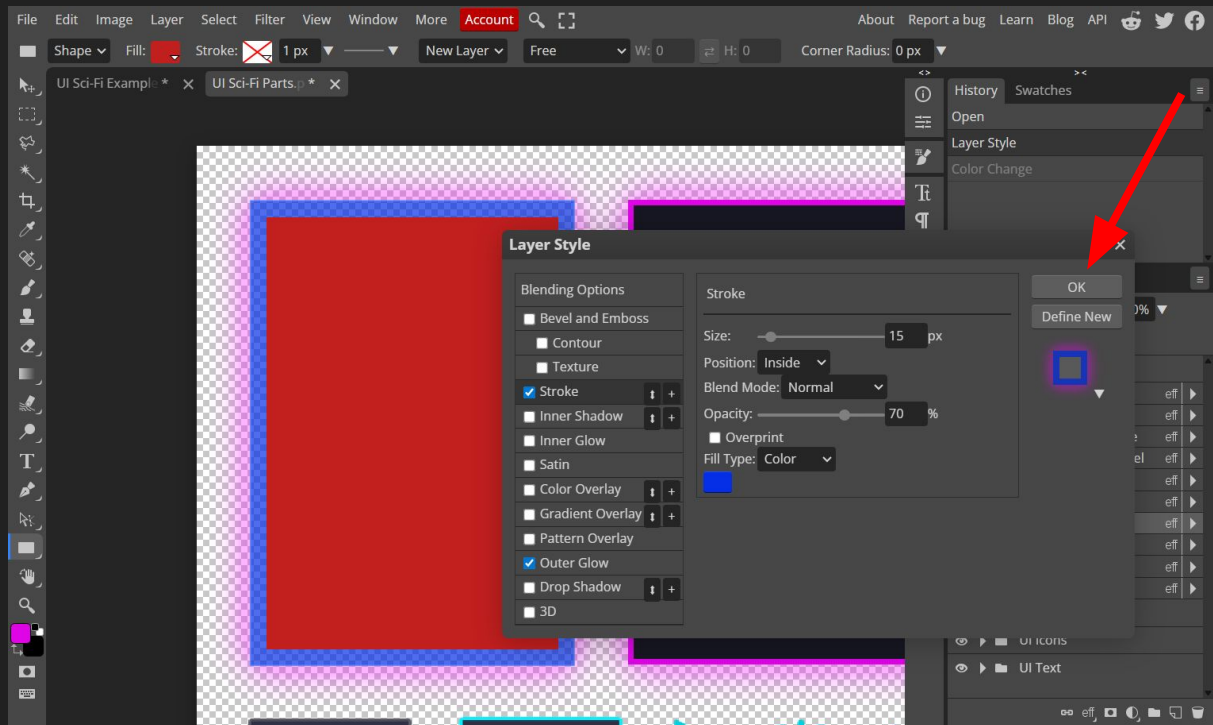 File Edit Image Layer Select Filter View Window More Account About Report a bug Learn Blog API
Shape Fill: Stroke: 1 px New Layer Free W: 0 H: 0 Corner Radius: 0 px
UI Sci-Fi Example * UI Sci-Fi Parts.p *
History Swatches
Open
Layer Style
Color Change
Layer Style
Blending Options
Bevel and Emboss
Contour
Texture
Stroke
Inner Shadow
Inner Glow
Satin
Color Overlay
Gradient Overlay
Pattern Overlay
Outer Glow
Drop Shadow
3D
Stroke
Size: 15 px
Position: Inside
Blend Mode: Normal
Opacity: 70 %
Overprint
Fill Type: Color
OK
Define New
0%
eff
eff
e eff
el eff
eff
eff
eff
eff
eff
eff
UI Icons
UI Text
eff